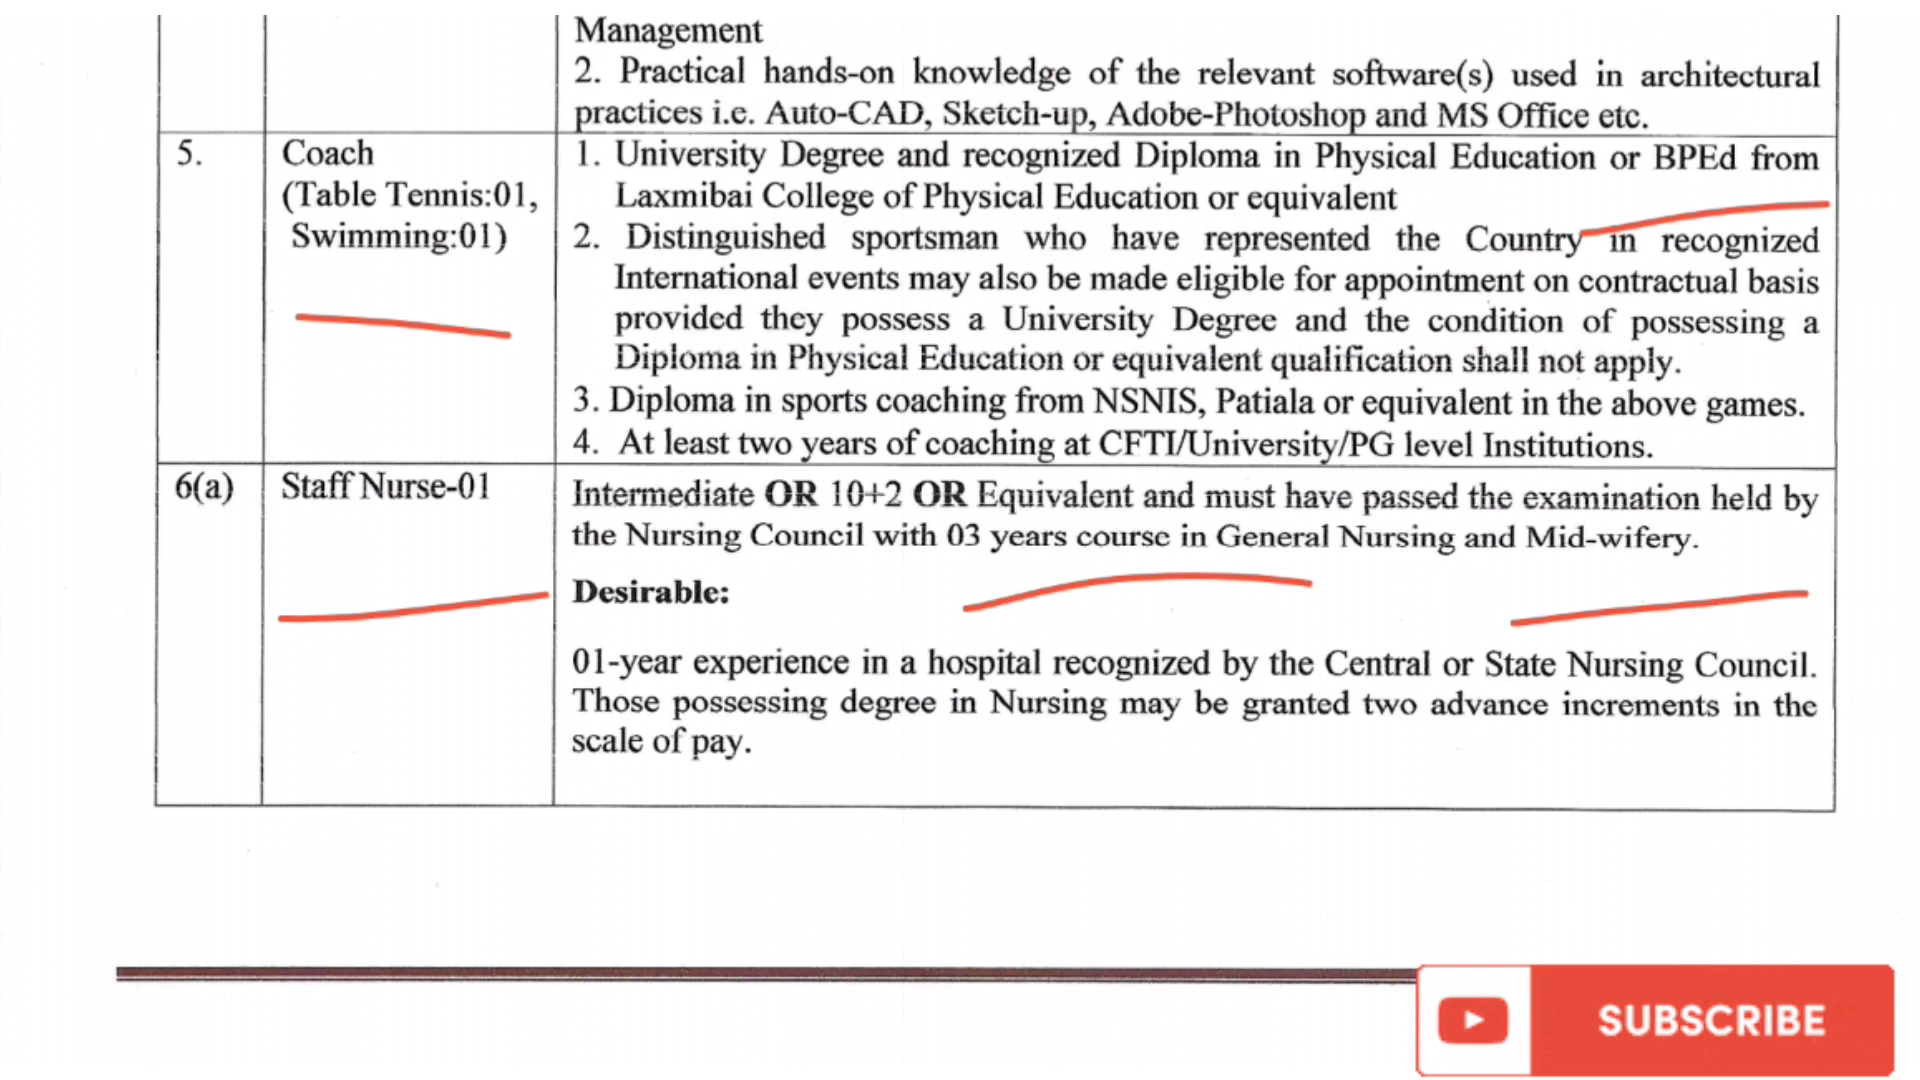 Management
2. Practical hands-on knowledge of the relevant software(s) used in architectural
practices i.e. Auto-CAD, Sketch-up, Adobe-Photoshop and MS Office etc.
5.
Coach
(Table Tennis:01,
Swimming:01)
1. University Degree and recognized Diploma in Physical Education or BPEd from
Laxmibai College of Physical Education or equivalent
2. Distinguished sportsman who have represented the Country in recognized
International events may also be made eligible for appointment on contractual basis
provided they possess a University Degree and the condition of possessing a
Diploma in Physical Education or equivalent qualification shall not apply.
3. Diploma in sports coaching from NSNIS, Patiala or equivalent in the above games.
4. At least two years of coaching at CFTI/University/PG level Institutions.
6(a)
Staff Nurse-01
Intermediate OR 10+2 OR Equivalent and must have passed the examination held by
the Nursing Council with 03 years course in General Nursing and Mid-wifery.
Desirable:
01-year experience in a hospital recognized by the Central or State Nursing Council.
Those possessing degree in Nursing may be granted two advance increments in the
scale of pay.
SUBSCRIBE